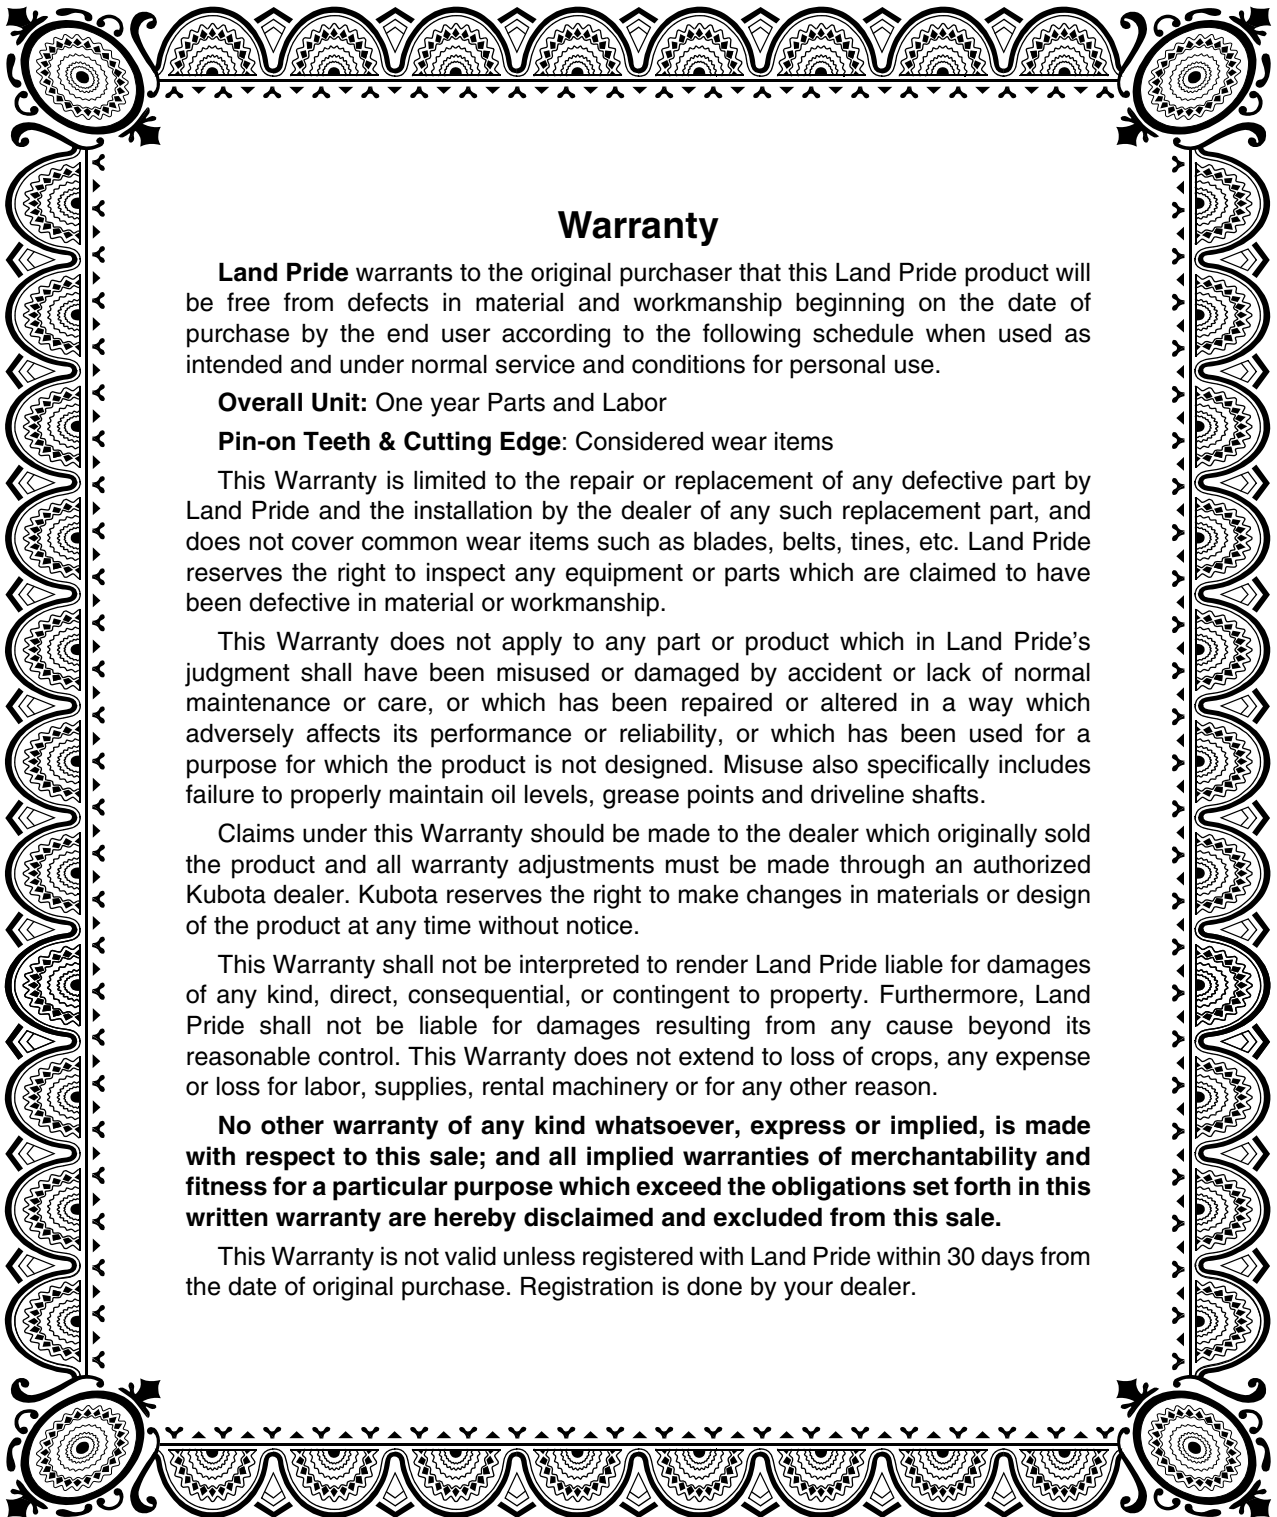 Warranty
Land Pride warrants to the original purchaser that this Land Pride product will
be free from defects in material and workmanship beginning on the date of
purchase by the end user according to the following schedule when used as
intended and under normal service and conditions for personal use.
Overall Unit: One year Parts and Labor
Pin-on Teeth & Cutting Edge: Considered wear items
This Warranty is limited to the repair or replacement of any defective part by
Land Pride and the installation by the dealer of any such replacement part, and
does not cover common wear items such as blades, belts, tines, etc. Land Pride
reserves the right to inspect any equipment or parts which are claimed to have
been defective in material or workmanship.
This Warranty does not apply to any part or product which in Land Pride’s
judgment shall have been misused or damaged by accident or lack of normal
maintenance or care, or which has been repaired or altered in a way which
adversely affects its performance or reliability, or which has been used for a
purpose for which the product is not designed. Misuse also specifically includes
failure to properly maintain oil levels, grease points and driveline shafts.
Claims under this Warranty should be made to the dealer which originally sold
the product and all warranty adjustments must be made through an authorized
Kubota dealer. Kubota reserves the right to make changes in materials or design
of the product at any time without notice.
This Warranty shall not be interpreted to render Land Pride liable for damages
of any kind, direct, consequential, or contingent to property. Furthermore, Land
Pride shall not be liable for damages resulting from any cause beyond its
reasonable control. This Warranty does not extend to loss of crops, any expense
or loss for labor, supplies, rental machinery or for any other reason.
No other warranty of any kind whatsoever, express or implied, is made
with respect to this sale; and all implied warranties of merchantability and
fitness for a particular purpose which exceed the obligations set forth in this
written warranty are hereby disclaimed and excluded from this sale.
This Warranty is not valid unless registered with Land Pride within 30 days from
the date of original purchase. Registration is done by your dealer.